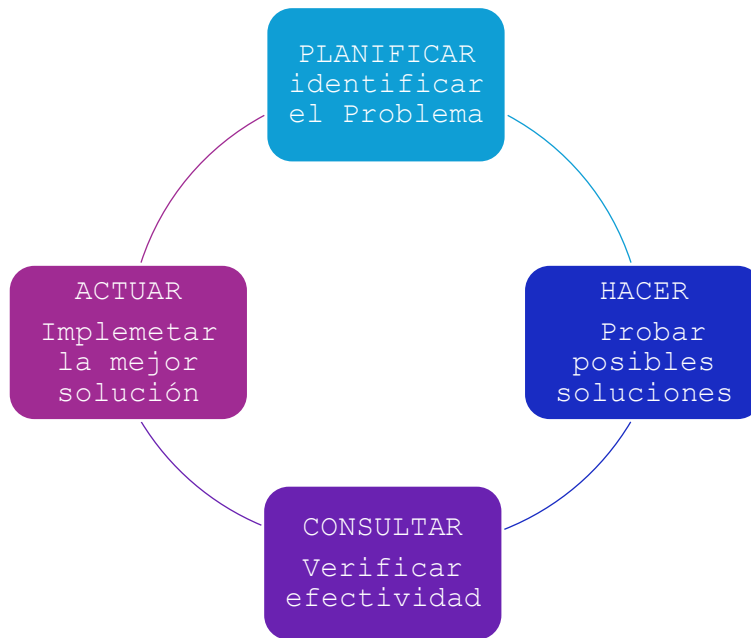 PLANIFICAR
identificar
el Problema
HACER
Probar
posibles
soluciones
CONSULTAR
Verificar
efectividad
ACTUAR
Implemetar
la mejor
solución